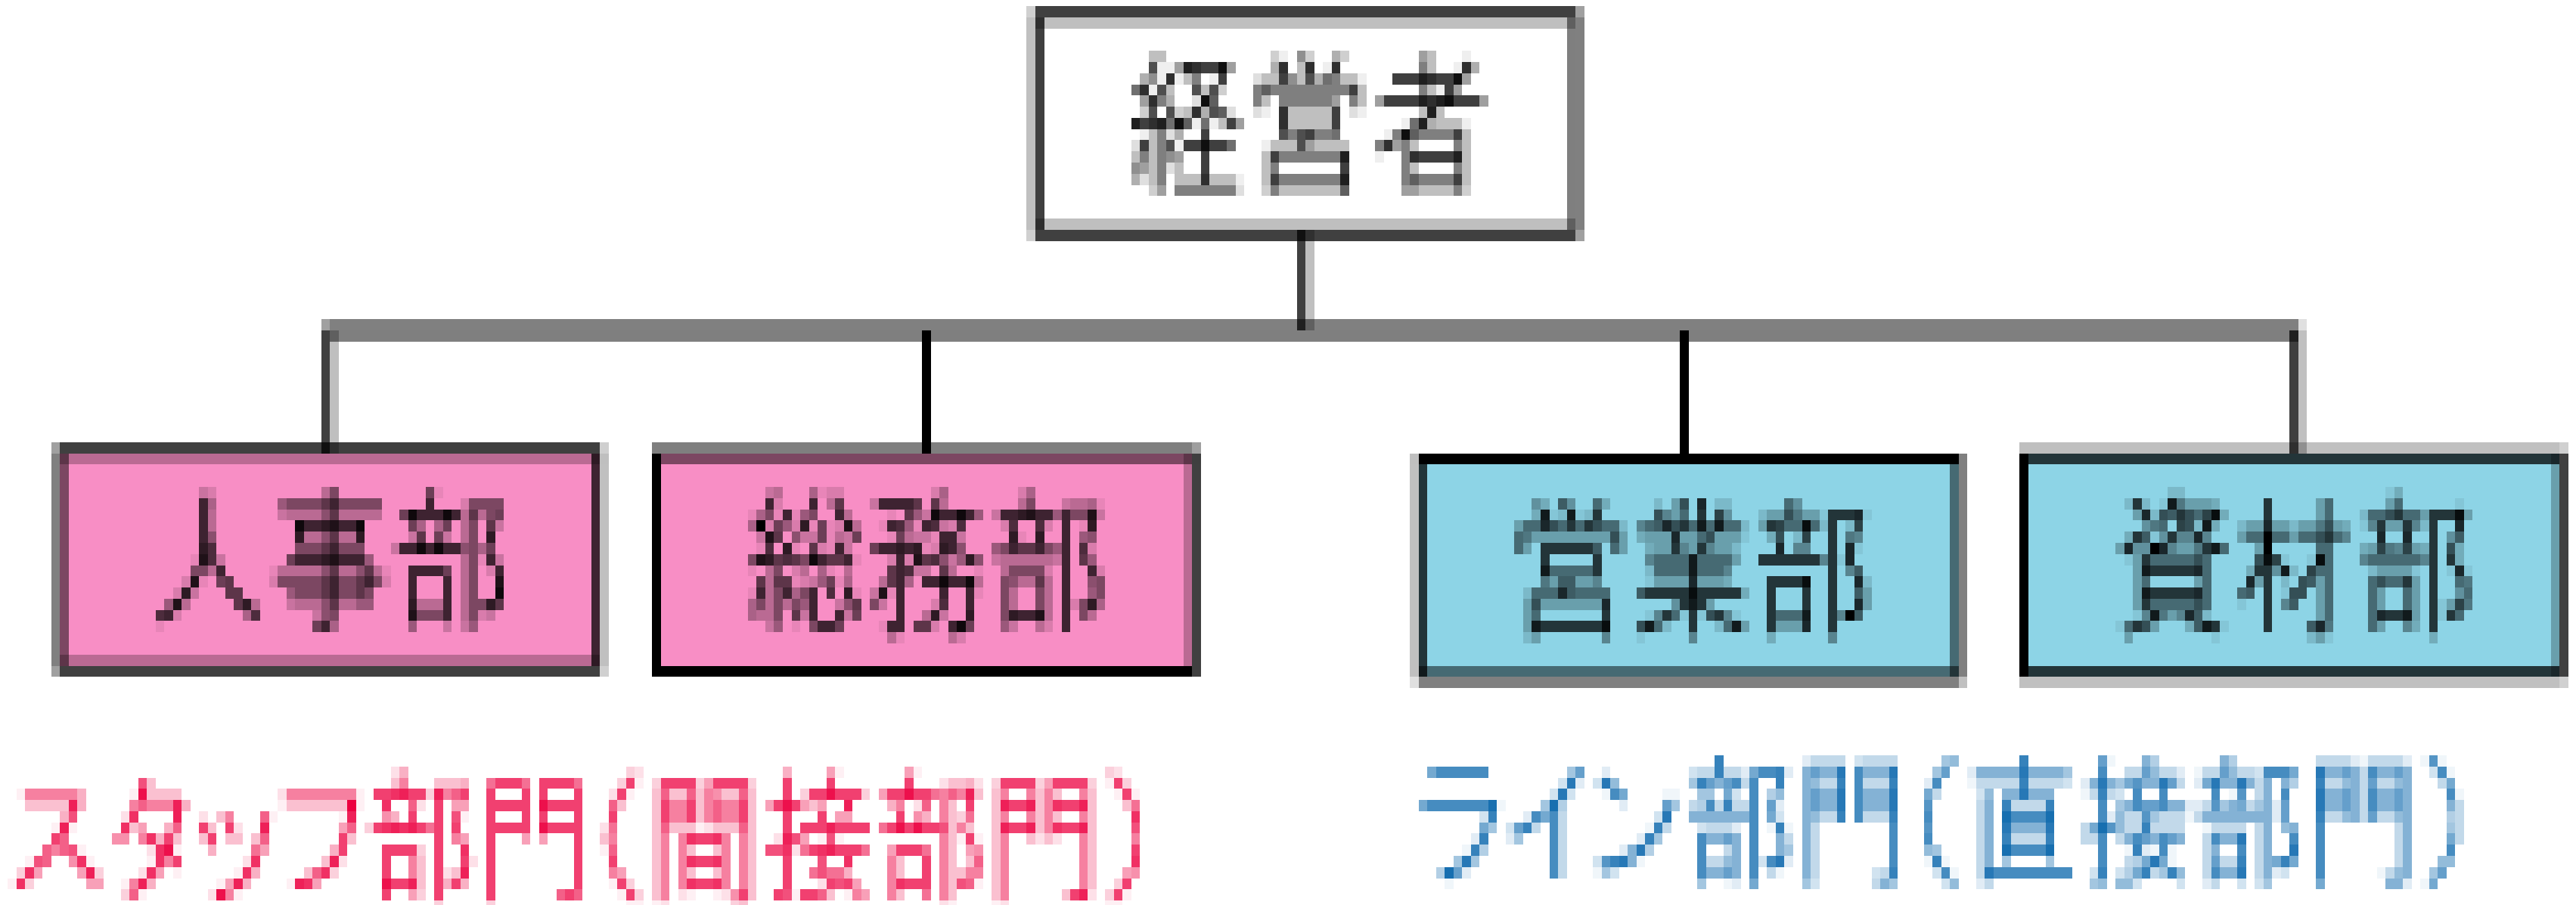 経営者
人事部
総務部
営業部
資材部
スタッフ部門(間接部門)
ライン部門(直接部門)